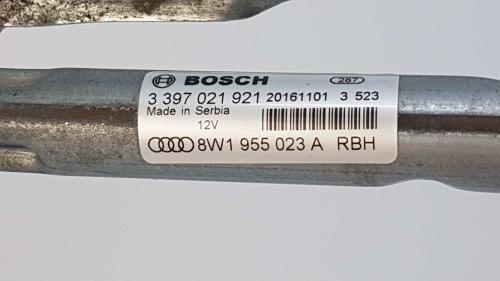 BOSCH 287
3 397 021 921 20161101 3 523
Made in Serbia
12V
8W1 955 023 A RBH